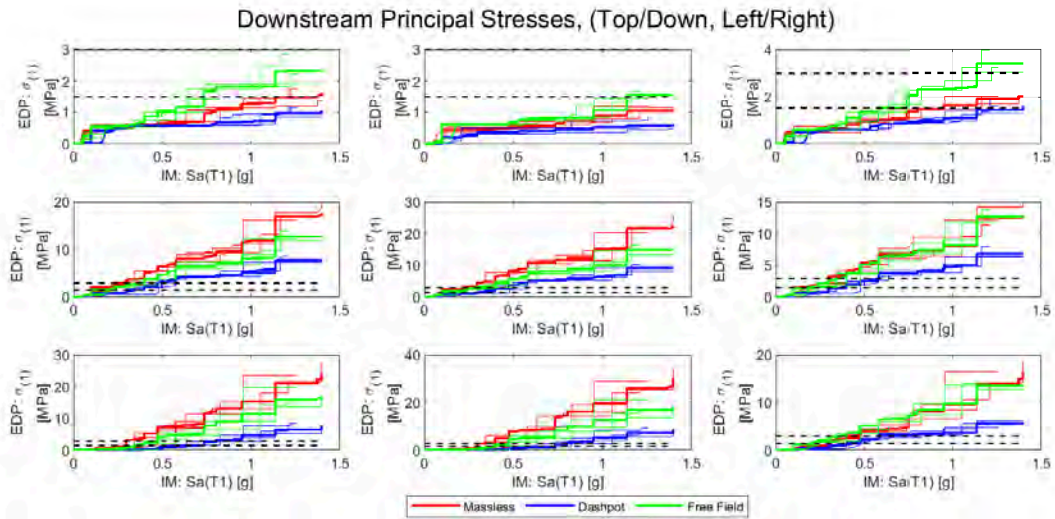 Downstream Principal Stresses, (Top/Down, Left/Right)
EDP: σ(1)
[MPa]
3
2
1
0
0 0.5 1 1.5
IM: Sa(T1) [g]
EDP: σ(1)
[MPa]
3
2
1
0
0 0.5 1 1.5
IM: Sa(T1) [g]
EDP: σ(1)
[MPa]
4
2
0
0 0.5 1 1.5
IM: Sa(T1) [g]
EDP: σ(1)
[MPa]
20
10
0
0 0.5 1 1.5
IM: Sa(T1) [g]
EDP: σ(1)
[MPa]
30
20
10
0
0 0.5 1 1.5
IM: Sa(T1) [g]
EDP: σ(1)
[MPa]
15
10
5
0
0 0.5 1 1.5
IM: Sa(T1) [g]
EDP: σ(1)
[MPa]
30
20
10
0
0 0.5 1 1.5
IM: Sa(T1) [g]
EDP: σ(1)
[MPa]
40
20
0
0 0.5 1 1.5
IM: Sa(T1) [g]
EDP: σ(1)
[MPa]
20
10
0
0 0.5 1 1.5
IM: Sa(T1) [g]
Massless Dashpot Free Field